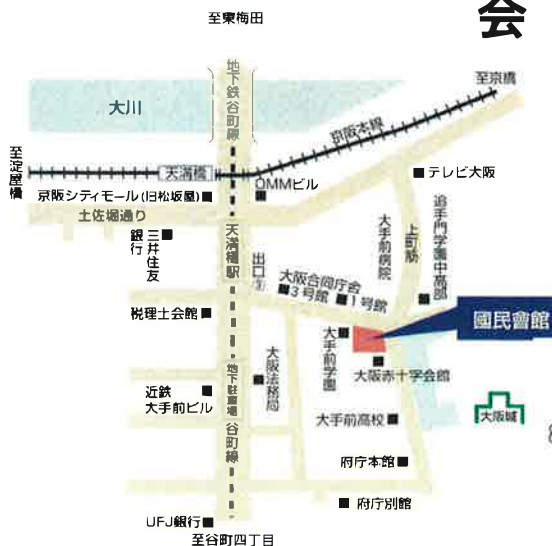 会
至東梅田
地下鉄谷町線
大川
至京橋
京阪本線
至淀屋橋
天満橋
OMMビル
テレビ大阪
京阪シティモール(旧松坂屋)
土佐堀通り
三井住友
銀行
天満橋駅
出口③
大阪合同庁舎
3号館
1号館
大手前病院
上町筋
追手門学園中高部
國民會館
税理士会館
大手前学園
大阪赤十字会館
近鉄
大手前ビル
地下駐車場
大阪法務局
大手前高校
大阪城
谷町線
府庁本館
府庁別館
UFJ銀行
至谷町四丁目